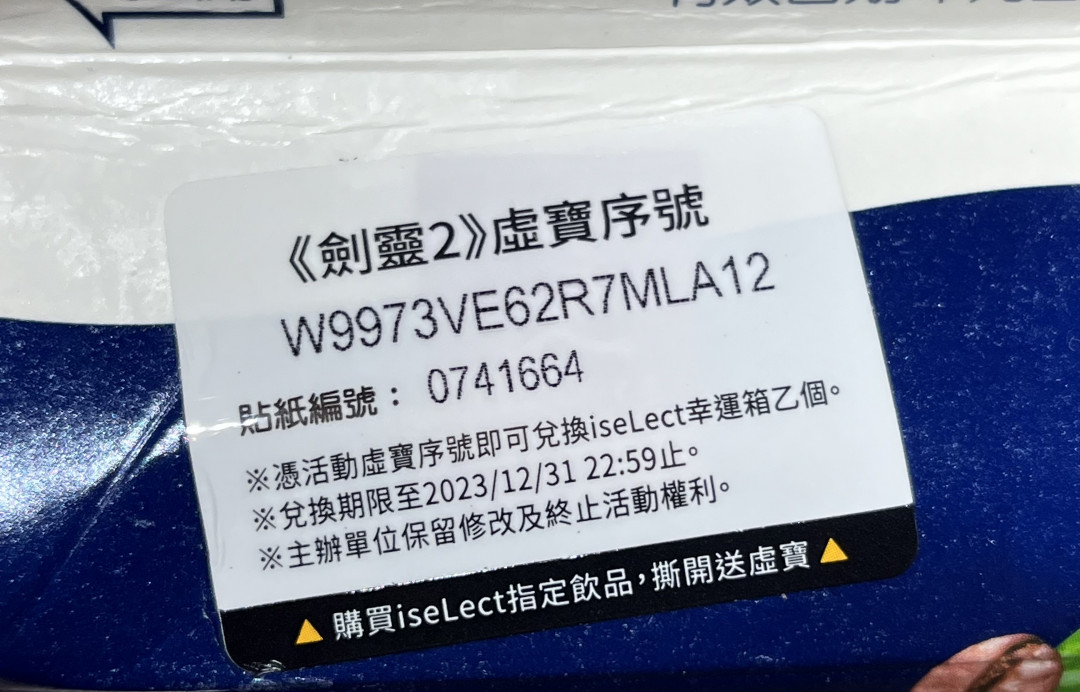 《劍靈2》虛寶序號
W9973VE62R7MLA12
貼紙編號： 0741664
※憑活動虛寶序號即可兌換iseLect幸運箱乙個。
※兌換期限至2023/12/31 22:59止。
※主辦單位保留修改及終止活動權利。
▲ 購買iseLect指定飲品，撕開送虛寶 ▲